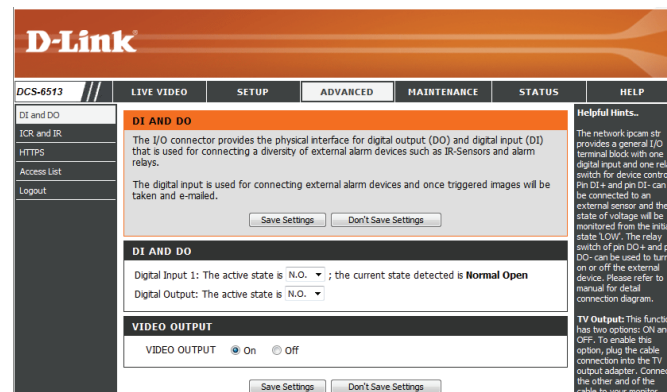 D-Link
DCS-6513
LIVE VIDEO
SETUP
ADVANCED
MAINTENANCE
STATUS
HELP
DI and DO
ICR and IR
HTTPS
Access List
Logout
DI AND DO
The I/O connector provides the physical interface for digital output (DO) and digital input (DI)
that is used for connecting a diversity of external alarm devices such as IR-Sensors and alarm
relays.
The digital input is used for connecting external alarm devices and once triggered images will be
taken and e-mailed.
Save Settings
Don't Save Settings
DI AND DO
Digital Input 1: The active state is N.O. ; the current state detected is Normal Open
Digital Output: The active state is N.O.
VIDEO OUTPUT
VIDEO OUTPUT On Off
Save Settings
Don't Save Settings
Helpful Hints..
The network ipcam str
provides a general I/O
terminal block with one
digital input and one
switch for device
Pin DI+ and pin DI- can
be connected to an
external sensor and
state of voltage will be
monitored from the
state 'LOW'. The relay
switch of pin DO+ and
DO- can be used to
on or off the external
device. Please refer to
manual for detail
connection diagram.
TV Output: This
has two options: ON
OFF. To enable this
option, plug the cable
connection into the TV
output adapter.
the other end of the
cable to your monitor